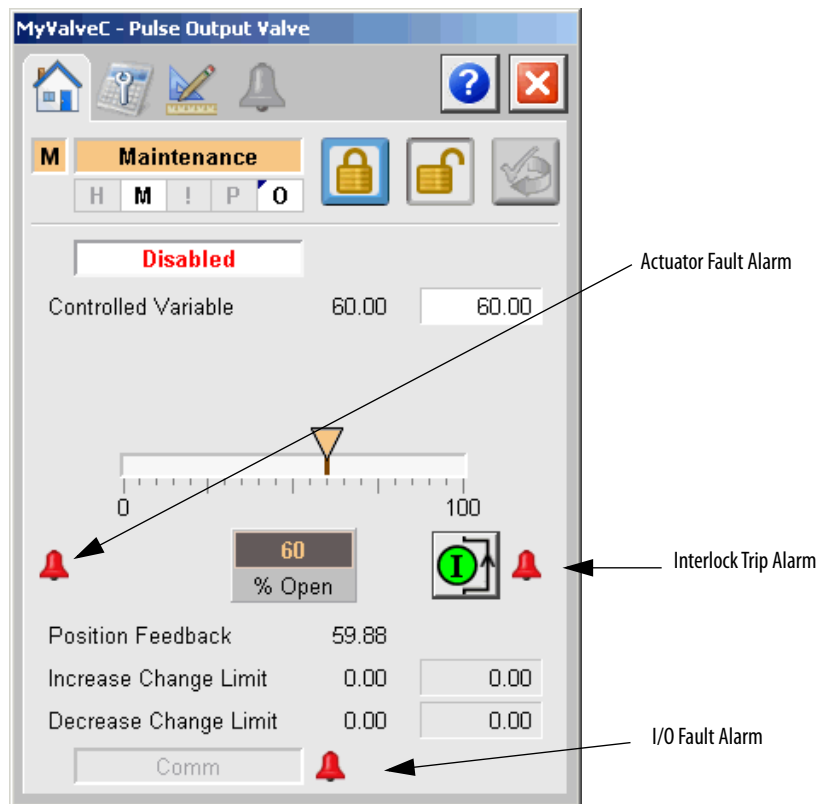 MyValveC - Pulse Output Valve
?
M Maintenance
H M ! P O
Disabled
Actuator Fault Alarm
Controlled Variable 60.00 60.00
0 100
60
% Open
I
Interlock Trip Alarm
Position Feedback 59.88
Increase Change Limit 0.00 0.00
Decrease Change Limit 0.00 0.00
Comm
I/O Fault Alarm